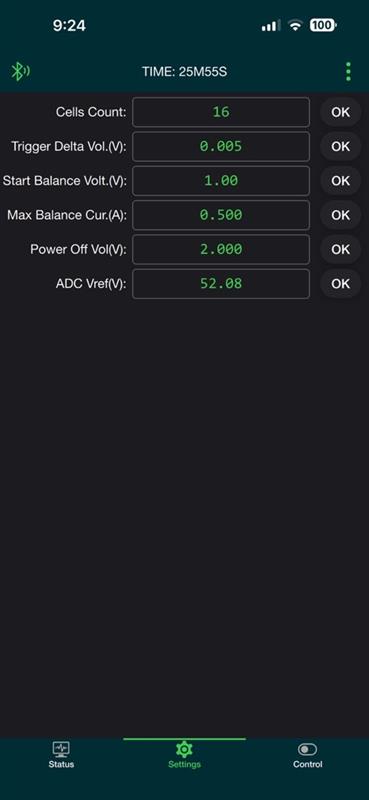 9:24
100
TIME: 25M55S
Cells Count: 16 OK
Trigger Delta Vol.(V): 0.005 OK
Start Balance Volt.(V): 1.00 OK
Max Balance Cur.(A): 0.500 OK
Power Off Vol(V): 2.000 OK
ADC Vref(V): 52.08 OK
Status Settings Control